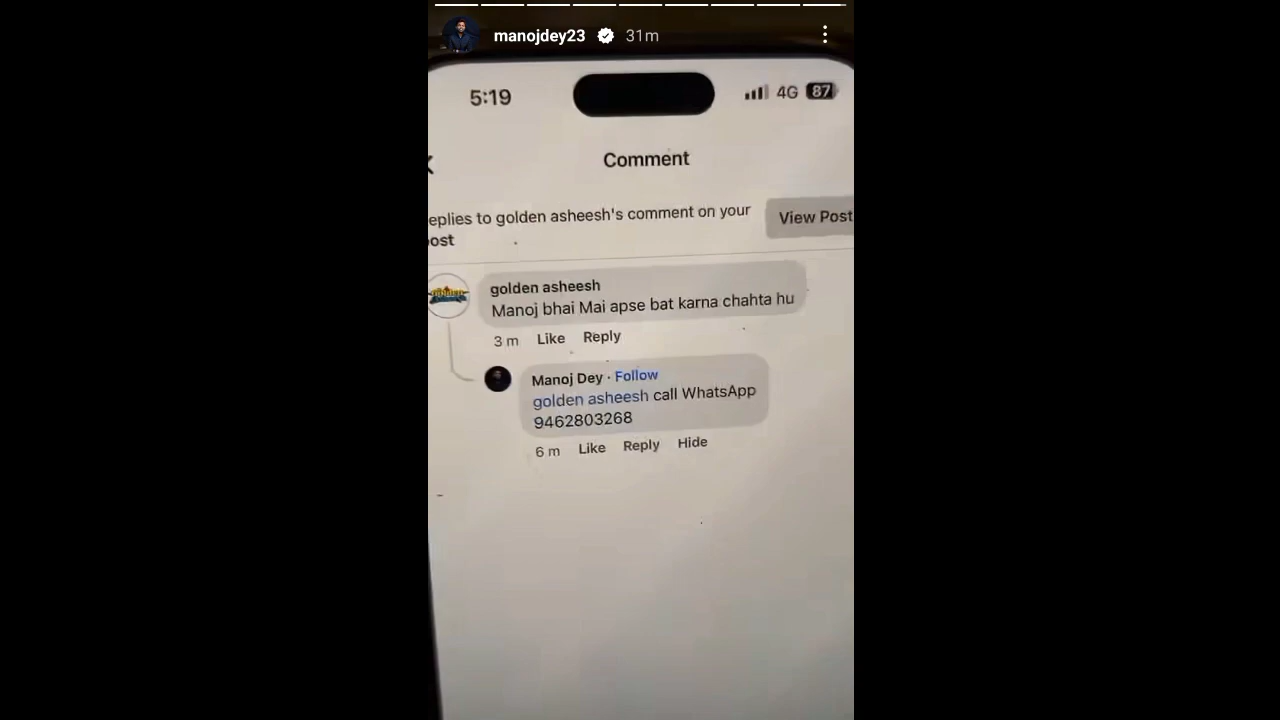 manojdey23 31m
5:19 4G 87
Comment
eplies to golden asheesh's comment on your
ost
View Post
golden asheesh
Manoj bhai Mai apse bat karna chahta hu
3 m Like Reply
Manoj Dey · Follow
golden asheesh call WhatsApp
9462803268
6 m Like Reply Hide